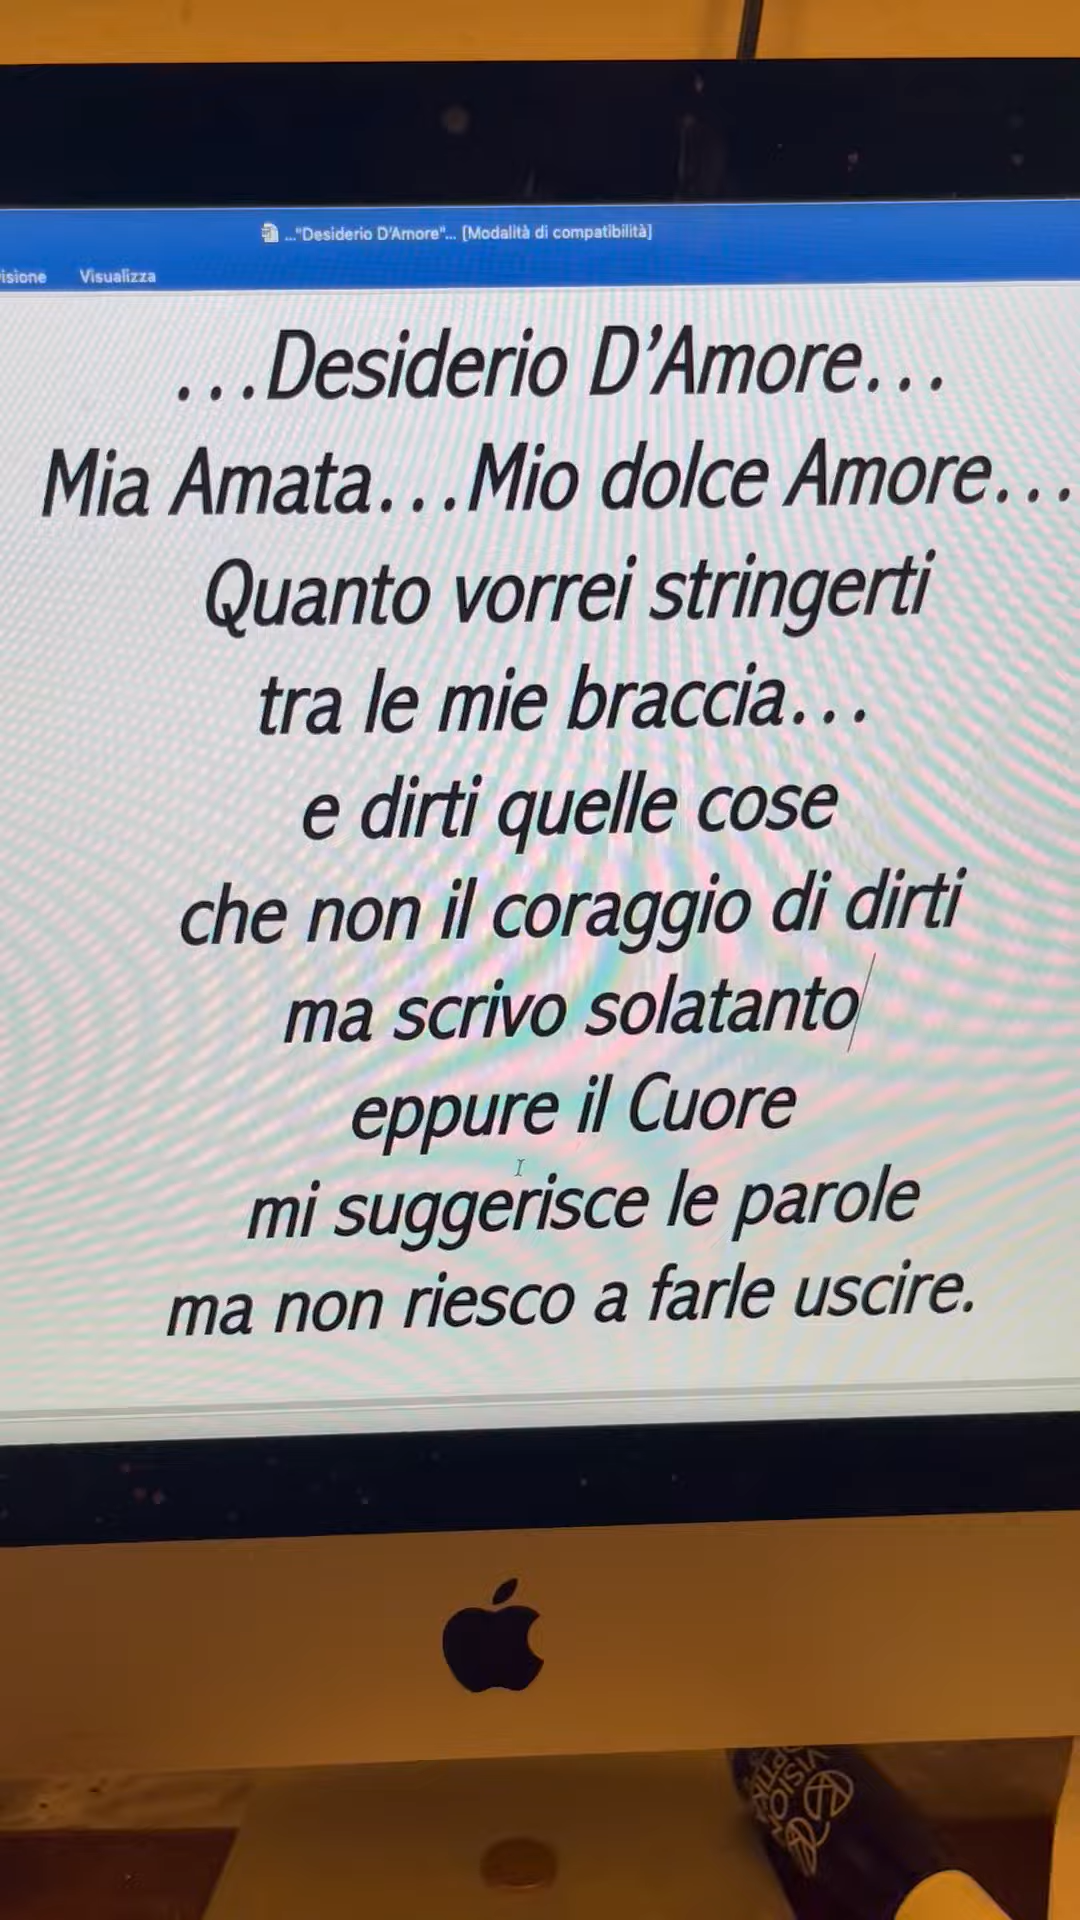 ..."Desiderio D'Amore"... [Modalità di compatibilità]
isione Visualizza
...Desiderio D'Amore...
Mia Amata...Mio dolce Amore...
Quanto vorrei stringerti
tra le mie braccia...
e dirti quelle cose
che non il coraggio di dirti
ma scrivo solatanto
eppure il Cuore
mi suggerisce le parole
ma non riesco a farle uscire.
VISION